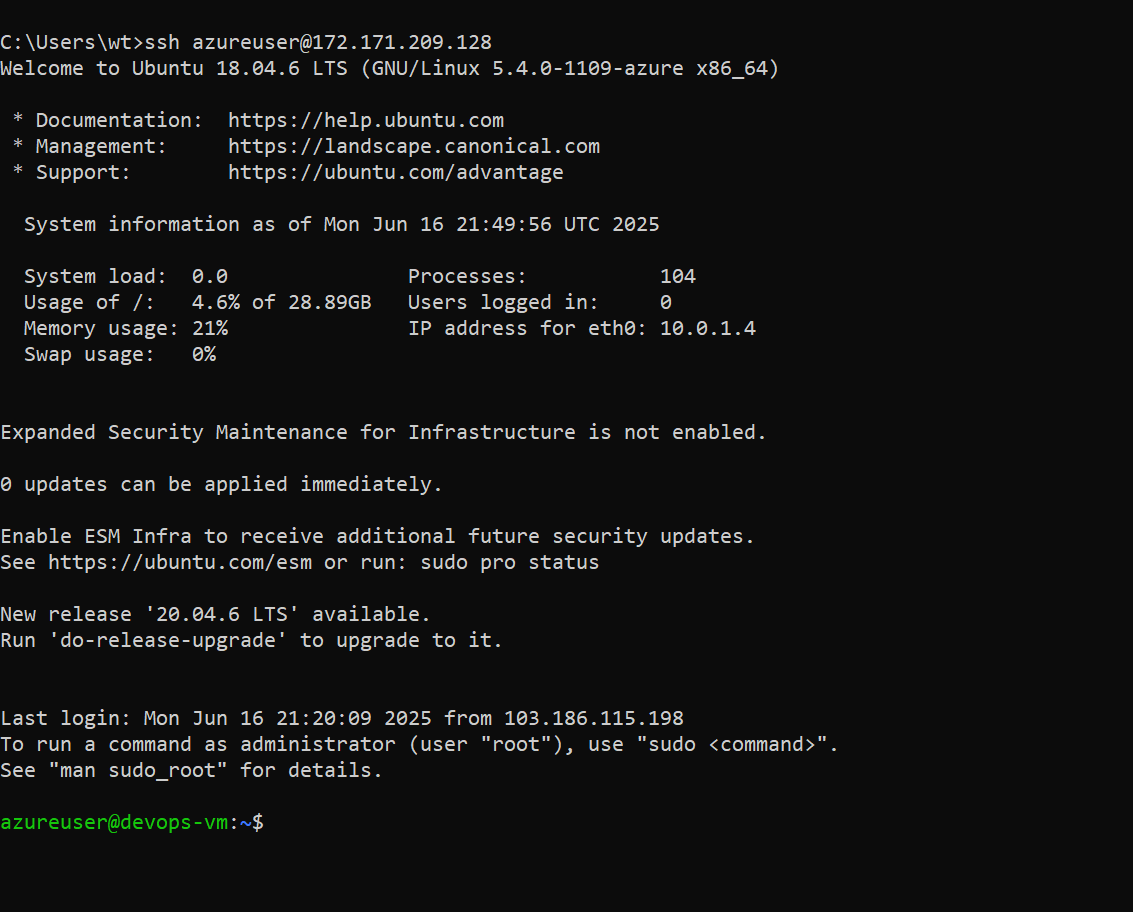 C:\Users\wt>ssh azureuser@172.171.209.128
Welcome to Ubuntu 18.04.6 LTS (GNU/Linux 5.4.0-1109-azure x86_64)
 * Documentation:  https://help.ubuntu.com
 * Management:     https://landscape.canonical.com
 * Support:        https://ubuntu.com/advantage
  System information as of Mon Jun 16 21:49:56 UTC 2025
  System load:  0.0               Processes:           104
  Usage of /:   4.6% of 28.89GB   Users logged in:     0
  Memory usage: 21%               IP address for eth0: 10.0.1.4
  Swap usage:   0%
Expanded Security Maintenance for Infrastructure is not enabled.
0 updates can be applied immediately.
Enable ESM Infra to receive additional future security updates.
See https://ubuntu.com/esm or run: sudo pro status
New release '20.04.6 LTS' available.
Run 'do-release-upgrade' to upgrade to it.
Last login: Mon Jun 16 21:20:09 2025 from 103.186.115.198
To run a command as administrator (user "root"), use "sudo <command>".
See "man sudo_root" for details.
azureuser@devops-vm:~$